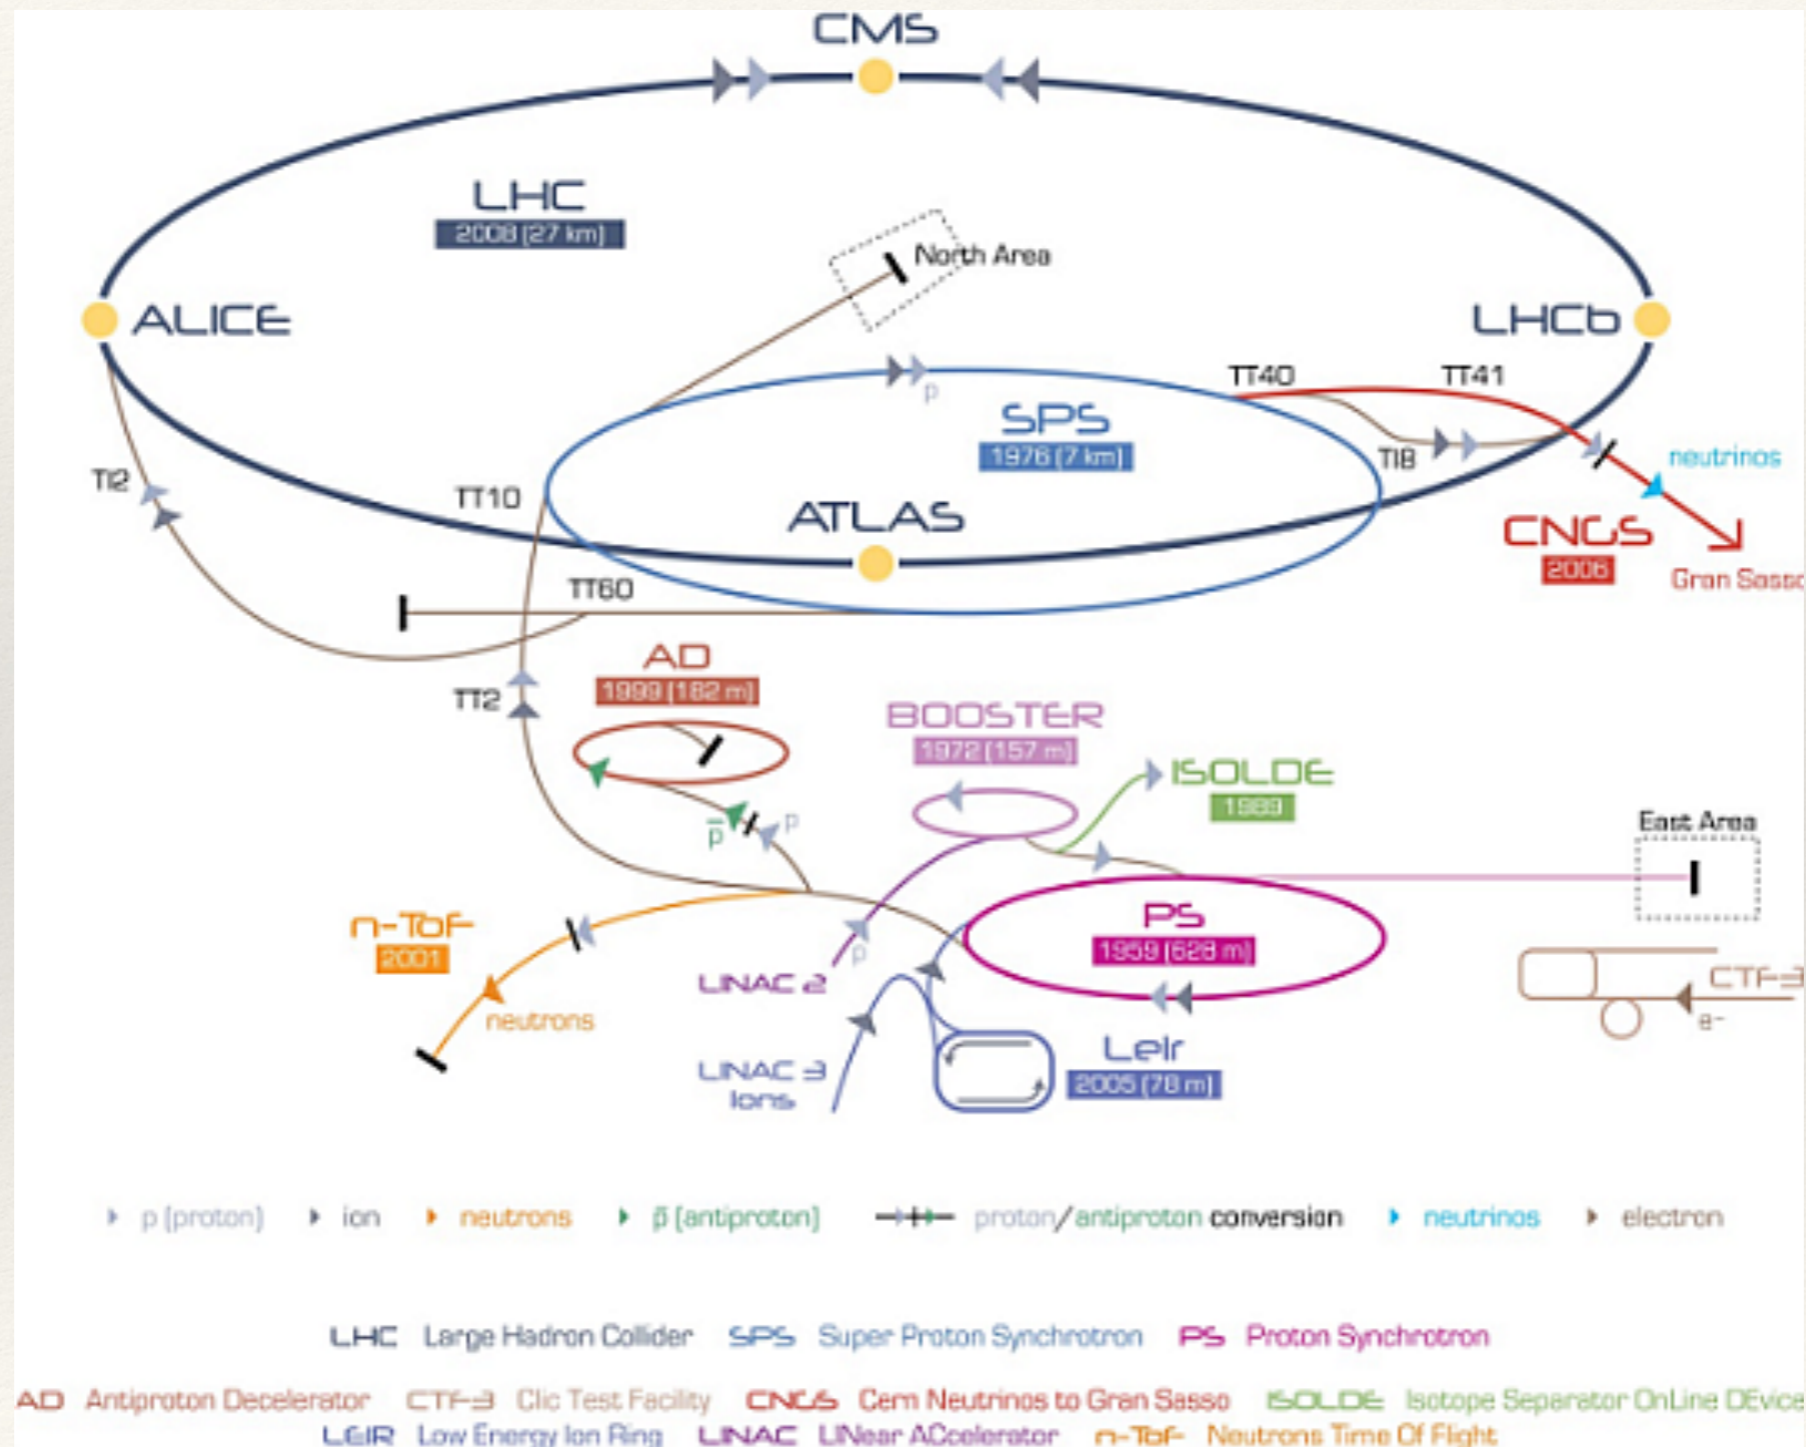 CMS
LHC
2008 (27 km)
North Area
ALICE
LHCb
p
TT40
TT41
SPS
1976 (7 km)
TI8
neutrinos
TI2
TT10
ATLAS
CNGS
2006
Gran Sasso
TT60
AD
1999 (182 m)
TT2
BOOSTER
1972 (157 m)
ISOLDE
1989
p̄
p
East Area
n-ToF
2001
PS
1959 (628 m)
p
LINAC 2
CTF-3
e-
neutrons
Leir
2005 (78 m)
LINAC 3
Ions
p (proton) ion neutrons p̄ (antiproton) proton/antiproton conversion neutrinos electron
LHC Large Hadron Collider SPS Super Proton Synchrotron PS Proton Synchrotron
AD Antiproton Decelerator CTF-3 Clic Test Facility CNGS Cern Neutrinos to Gran Sasso ISOLDE Isotope Separator OnLine DEvice
LEIR Low Energy Ion Ring LINAC LINear ACcelerator n-ToF Neutrons Time Of Flight